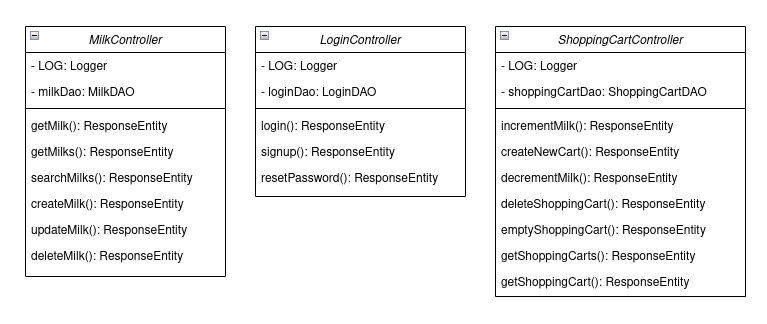 MilkController
- LOG: Logger
- milkDao: MilkDAO
getMilk(): ResponseEntity
getMilks(): ResponseEntity
searchMilks(): ResponseEntity
createMilk(): ResponseEntity
updateMilk(): ResponseEntity
deleteMilk(): ResponseEntity
LoginController
- LOG: Logger
- loginDao: LoginDAO
login(): ResponseEntity
signup(): ResponseEntity
resetPassword(): ResponseEntity
ShoppingCartController
- LOG: Logger
- shoppingCartDao: ShoppingCartDAO
incrementMilk(): ResponseEntity
createNewCart(): ResponseEntity
decrementMilk(): ResponseEntity
deleteShoppingCart(): ResponseEntity
emptyShoppingCart(): ResponseEntity
getShoppingCarts(): ResponseEntity
getShoppingCart(): ResponseEntity